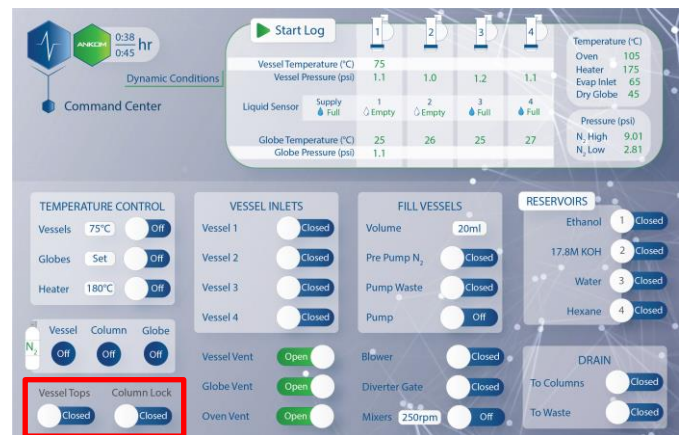 ANKOM 0:38 0:45 hr
Dynamic Conditions
Command Center
Start Log 1 2 3 4
Vessel Temperature (°C) 75
Vessel Pressure (psi) 1.1 1.0 1.2 1.1
Liquid Sensor Supply Full 1 Empty 2 Empty 3 Full 4 Full
Globe Temperature (°C) 25 26 25 27
Globe Pressure (psi) 1.1
Temperature (°C)
Oven 105
Heater 175
Evap Inlet 65
Dry Globe 45
Pressure (psi)
N2 High 9.01
N2 Low 2.81
TEMPERATURE CONTROL
Vessels 75°C Off
Globes Set Off
Heater 180°C Off
N2
Vessel Column Globe
Off Off Off
Vessel Tops Column Lock
Closed Closed
VESSEL INLETS
Vessel 1 Closed
Vessel 2 Closed
Vessel 3 Closed
Vessel 4 Closed
Vessel Vent Open
Globe Vent Open
Oven Vent Open
FILL VESSELS
Volume 20ml
Pre Pump N2 Closed
Pump Waste Closed
Pump Off
Blower Closed
Diverter Gate Closed
Mixers 250rpm Off
RESERVOIRS
Ethanol 1 Closed
17.8M KOH 2 Closed
Water 3 Closed
Hexane 4 Closed
DRAIN
To Columns Closed
To Waste Closed